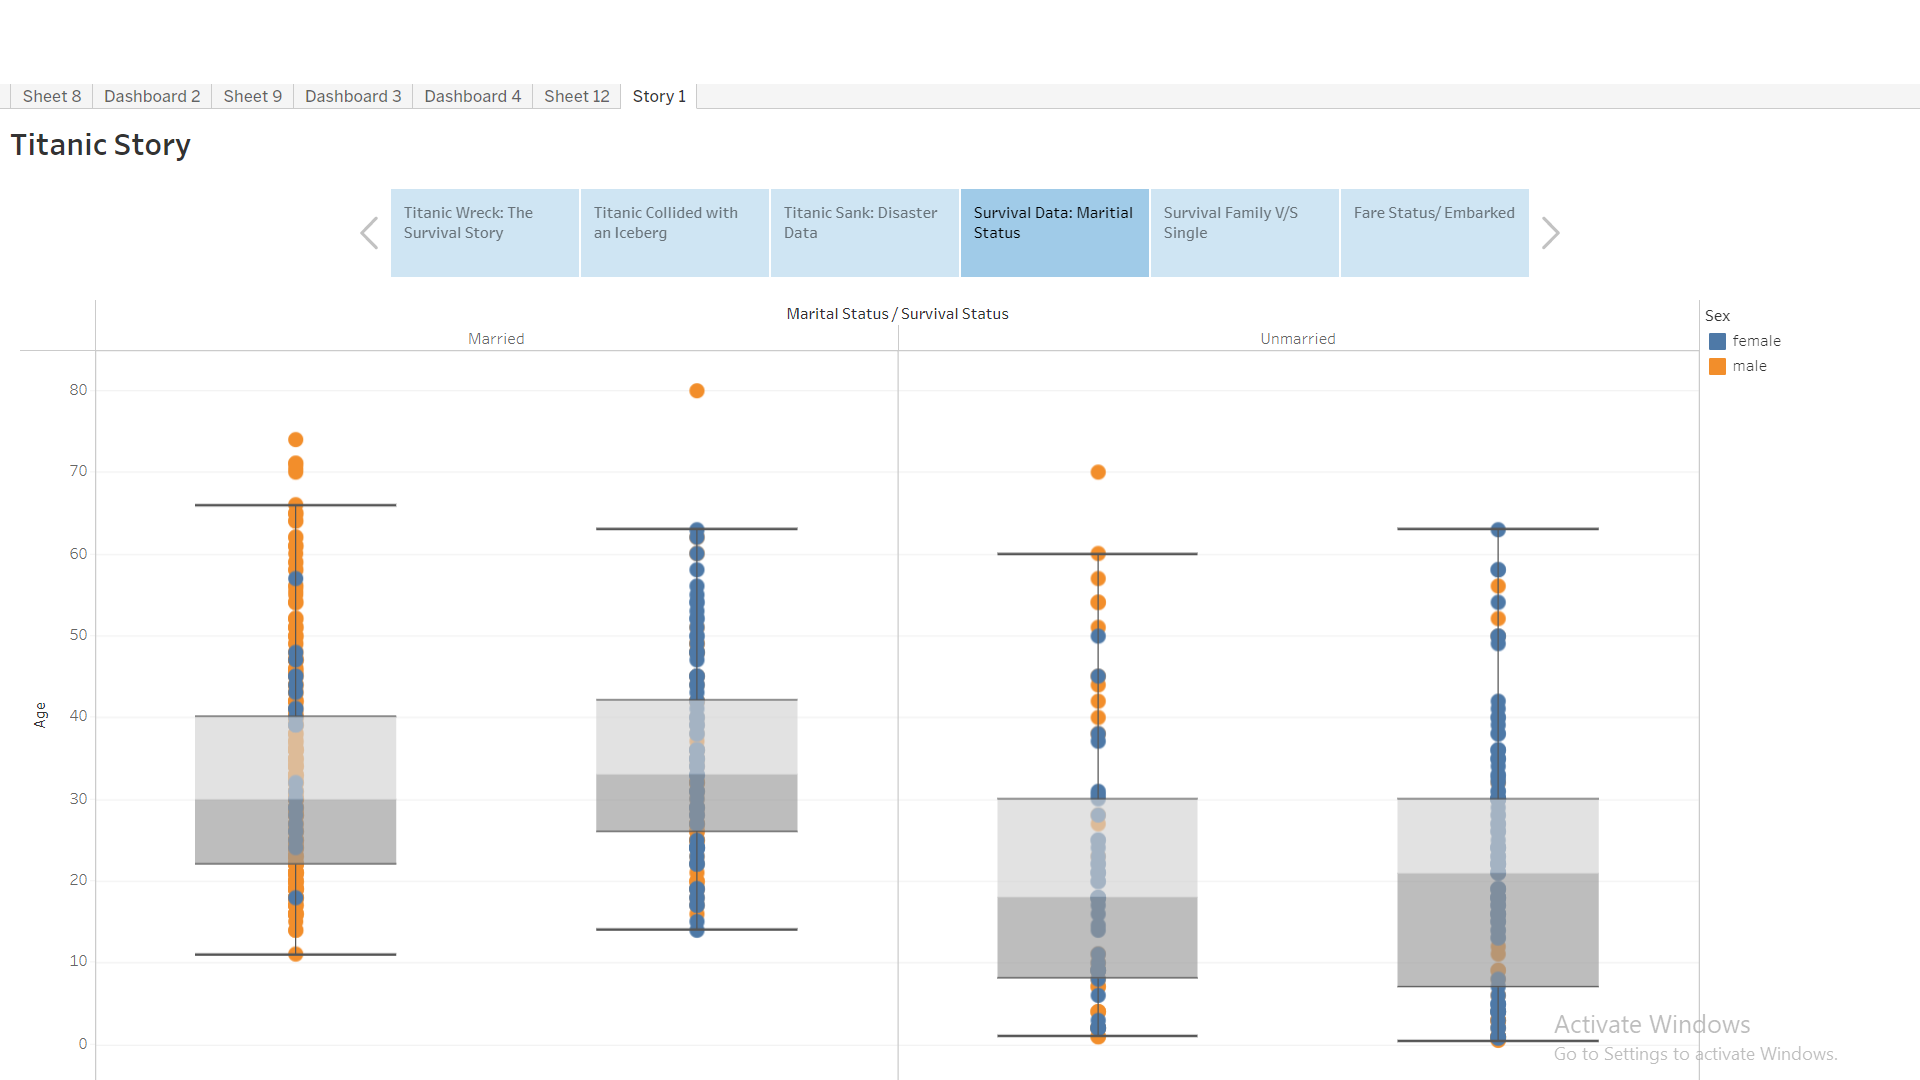 Sheet 8 Dashboard 2 Sheet 9 Dashboard 3 Dashboard 4 Sheet 12 Story 1
Titanic Story
Titanic Wreck: The
Survival Story
Titanic Collided with
an Iceberg
Titanic Sank: Disaster
Data
Survival Data: Maritial
Status
Survival Family V/S
Single
Fare Status/ Embarked
Marital Status / Survival Status
Married Unmarried
Sex
female
male
Age
80
70
60
50
40
30
20
10
0
Activate Windows
Go to Settings to activate Windows.